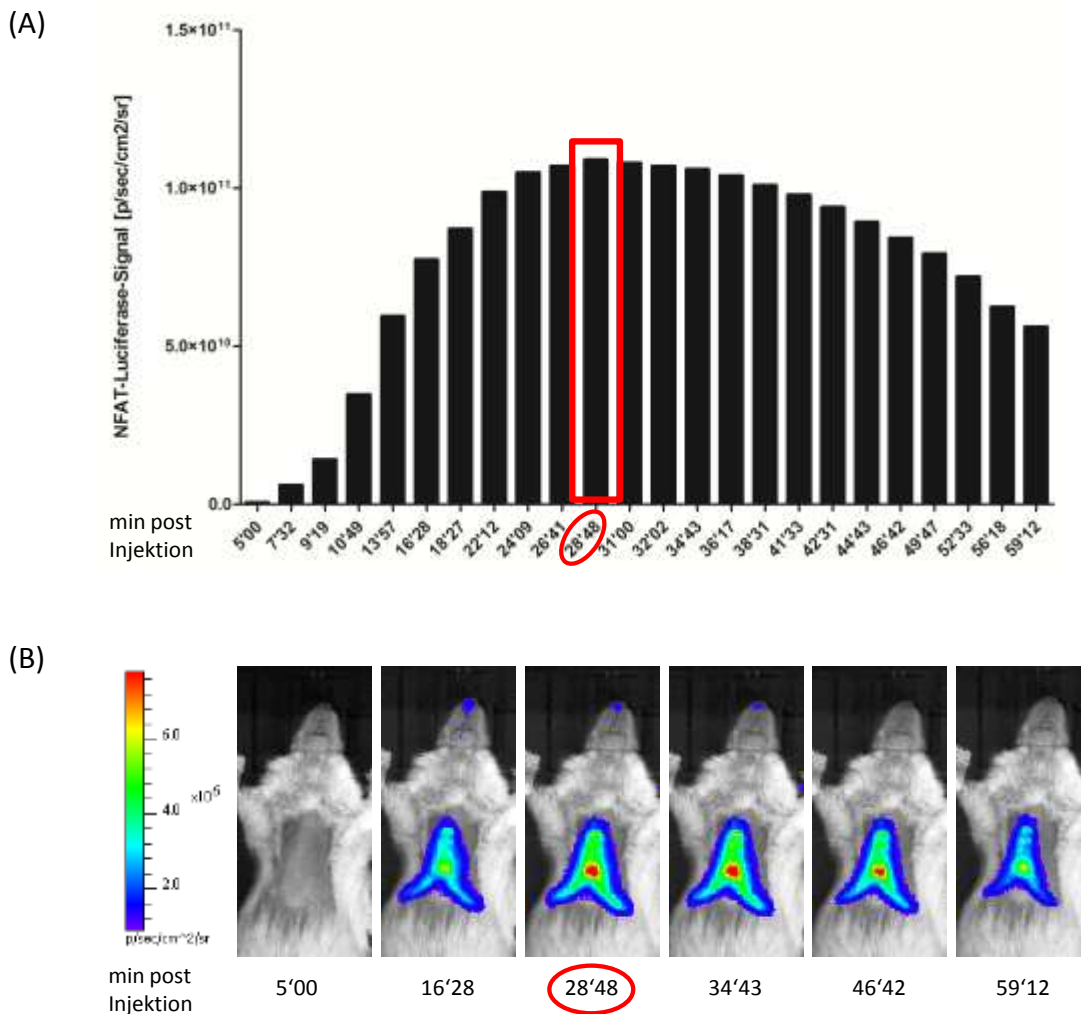 (A)
1.5×10¹¹
1.0×10¹¹
5.0×10¹⁰
0.0
NFAT-Luciferase-Signal [p/sec/cm2/sr]
min post
Injektion
5'00 7'32 9'19 10'49 13'57 16'28 18'27 22'12 24'09 26'41 28'48 31'00 32'02 34'43 36'17 38'31 41'33 42'31 44'43 46'42 49'47 52'33 56'18 59'12
(B)
6.0
4.0
×10⁶
2.0
p/sec/cm^2/sr
min post
Injektion
5‘00 16‘28 28‘48 34‘43 46‘42 59‘12